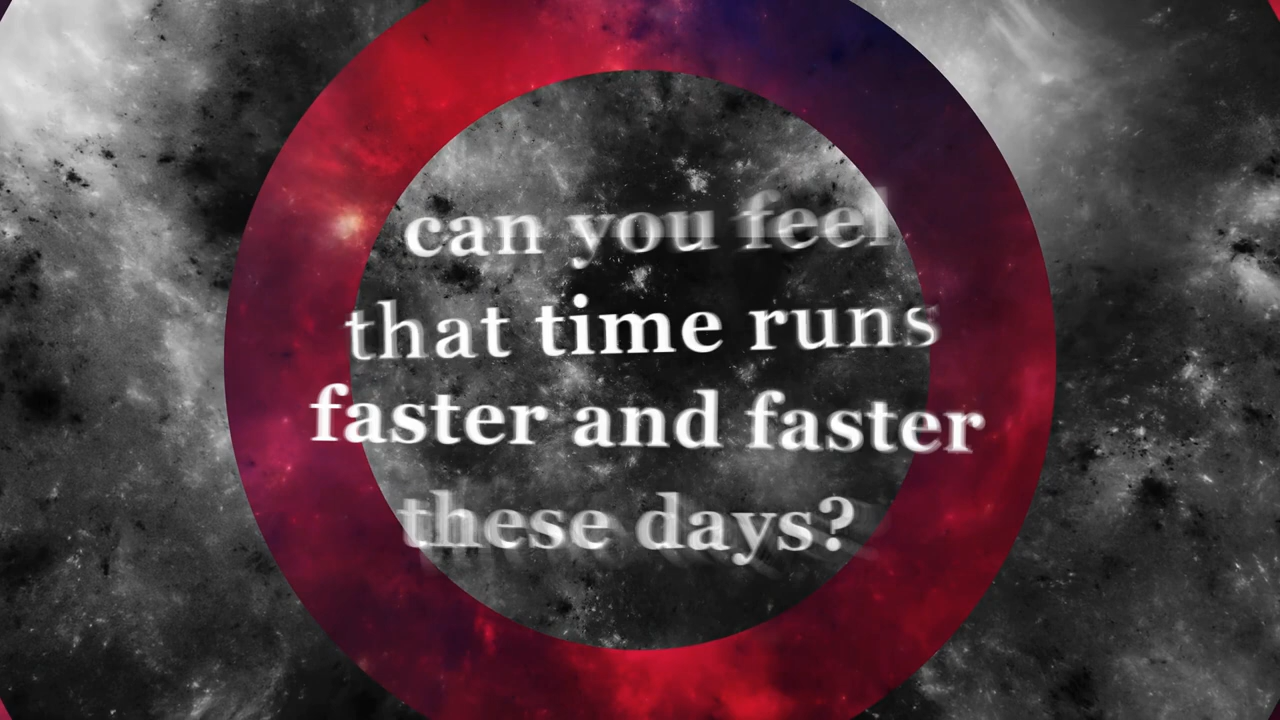 can you feel
that time runs
faster and faster
these days?